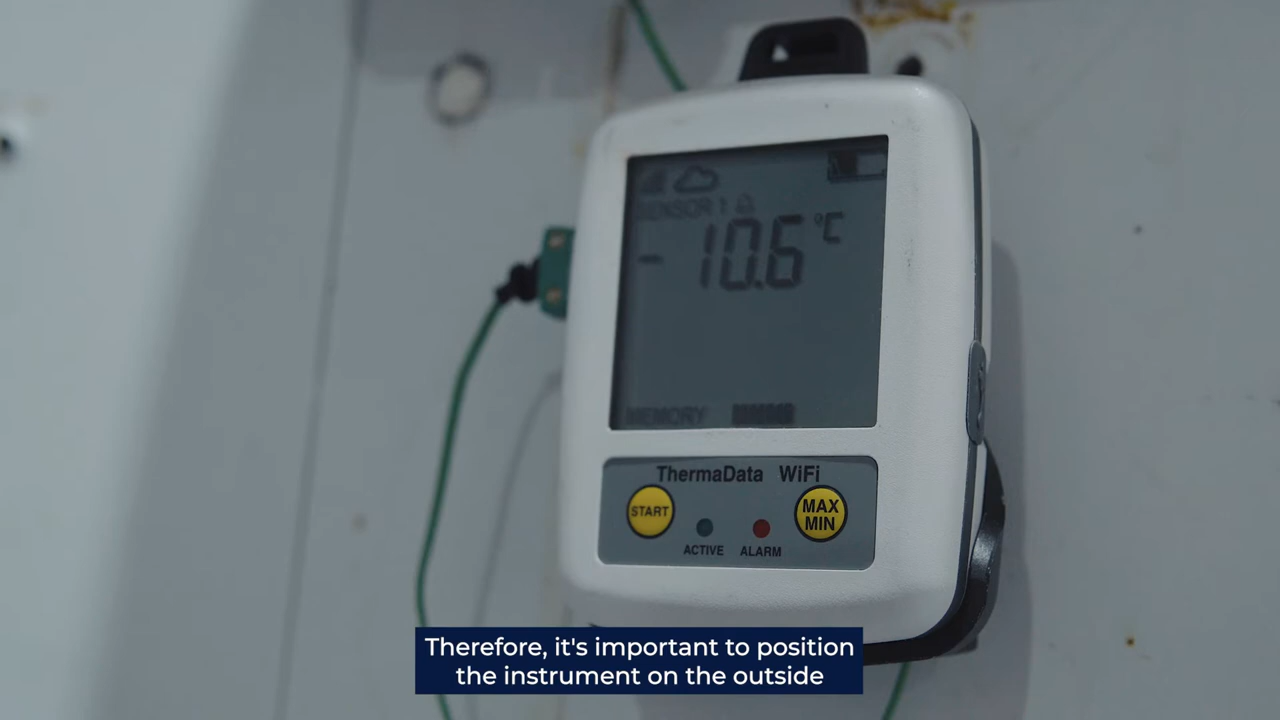 SENSOR 1
-10.6 °C
MEMORY
ThermaData WiFi
START
MAX
MIN
ACTIVE ALARM
Therefore, it's important to position
the instrument on the outside